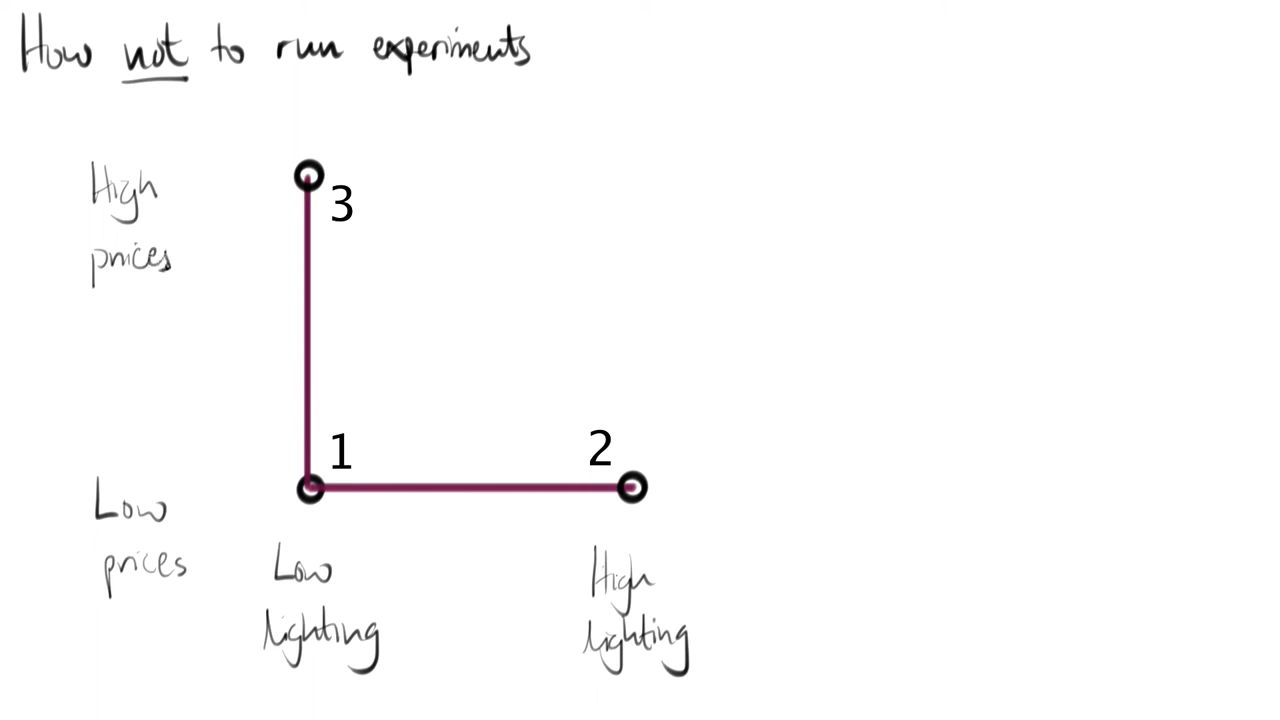 How not to run experiments
High
prices
3
1
2
Low
prices
Low
lighting
High
lighting